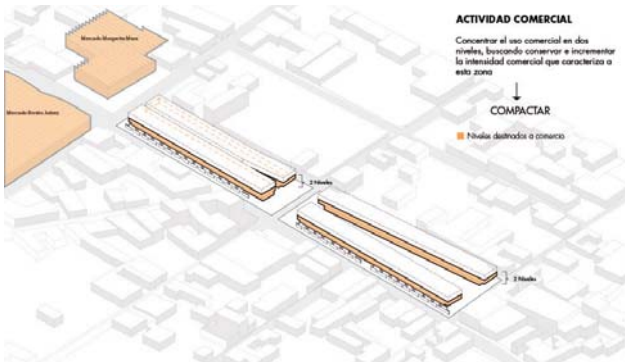 ACTIVIDAD COMERCIAL
Concentrar el uso comercial en dos
niveles, buscando conservar e incrementar
la intensidad comercial que caracteriza a
esta zona
COMPACTAR
Niveles destinados a comercio
Mercado Margarita Maza
Mercado Benito Juárez
2 Niveles
2 Niveles